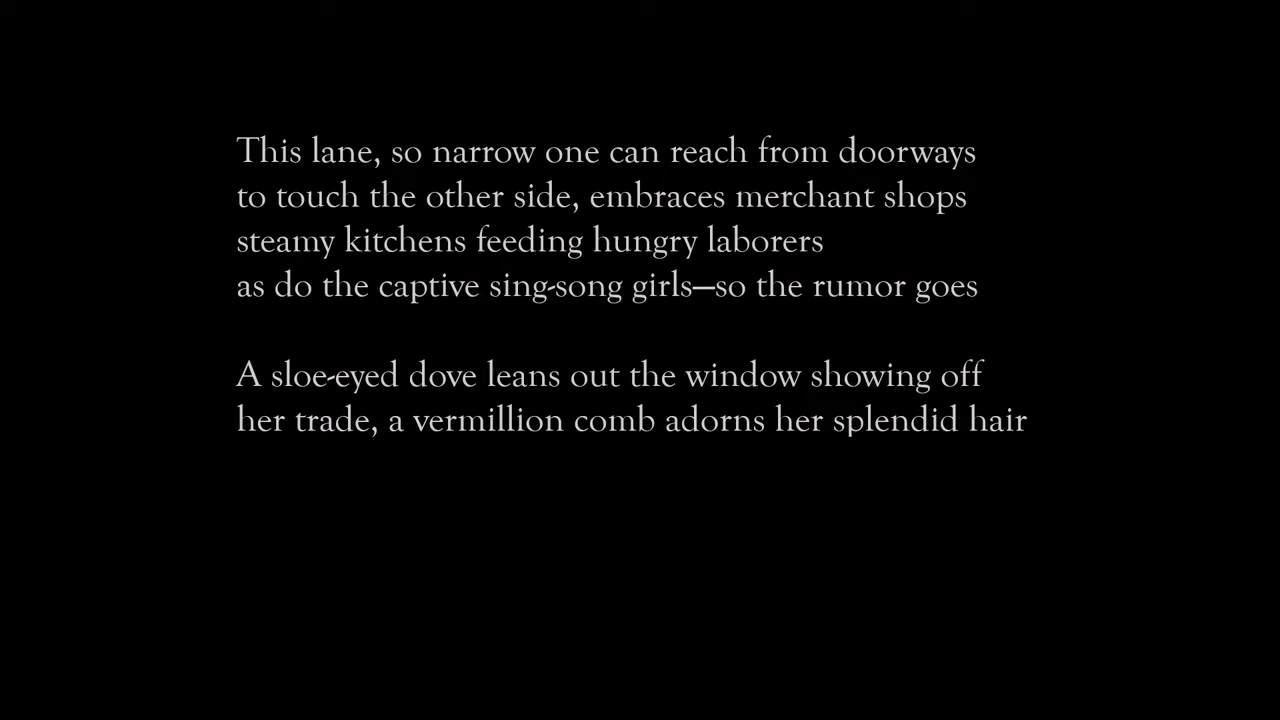 This lane, so narrow one can reach from doorways
to touch the other side, embraces merchant shops
steamy kitchens feeding hungry laborers
as do the captive sing-song girls—so the rumor goes
A sloe-eyed dove leans out the window showing off
her trade, a vermillion comb adorns her splendid hair